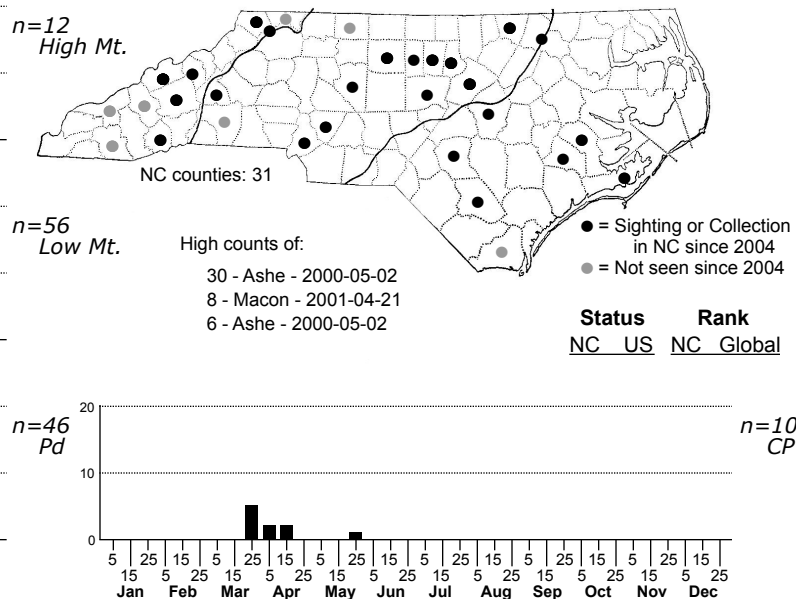 n=12
High Mt.
NC counties: 31
n=56
Low Mt.
High counts of:
30 - Ashe - 2000-05-02
8 - Macon - 2001-04-21
6 - Ashe - 2000-05-02
= Sighting or Collection
in NC since 2004
= Not seen since 2004
Status Rank
NC US NC Global
n=46
Pd
n=10
CP
20
10
0
5 25 15 5 25 15 5 25 15 5 25 15 5 25 15 5 25 15
15 5 25 15 5 25 15 5 25 15 5 25 15 5 25 15 5 25
Jan Feb Mar Apr May Jun Jul Aug Sep Oct Nov Dec